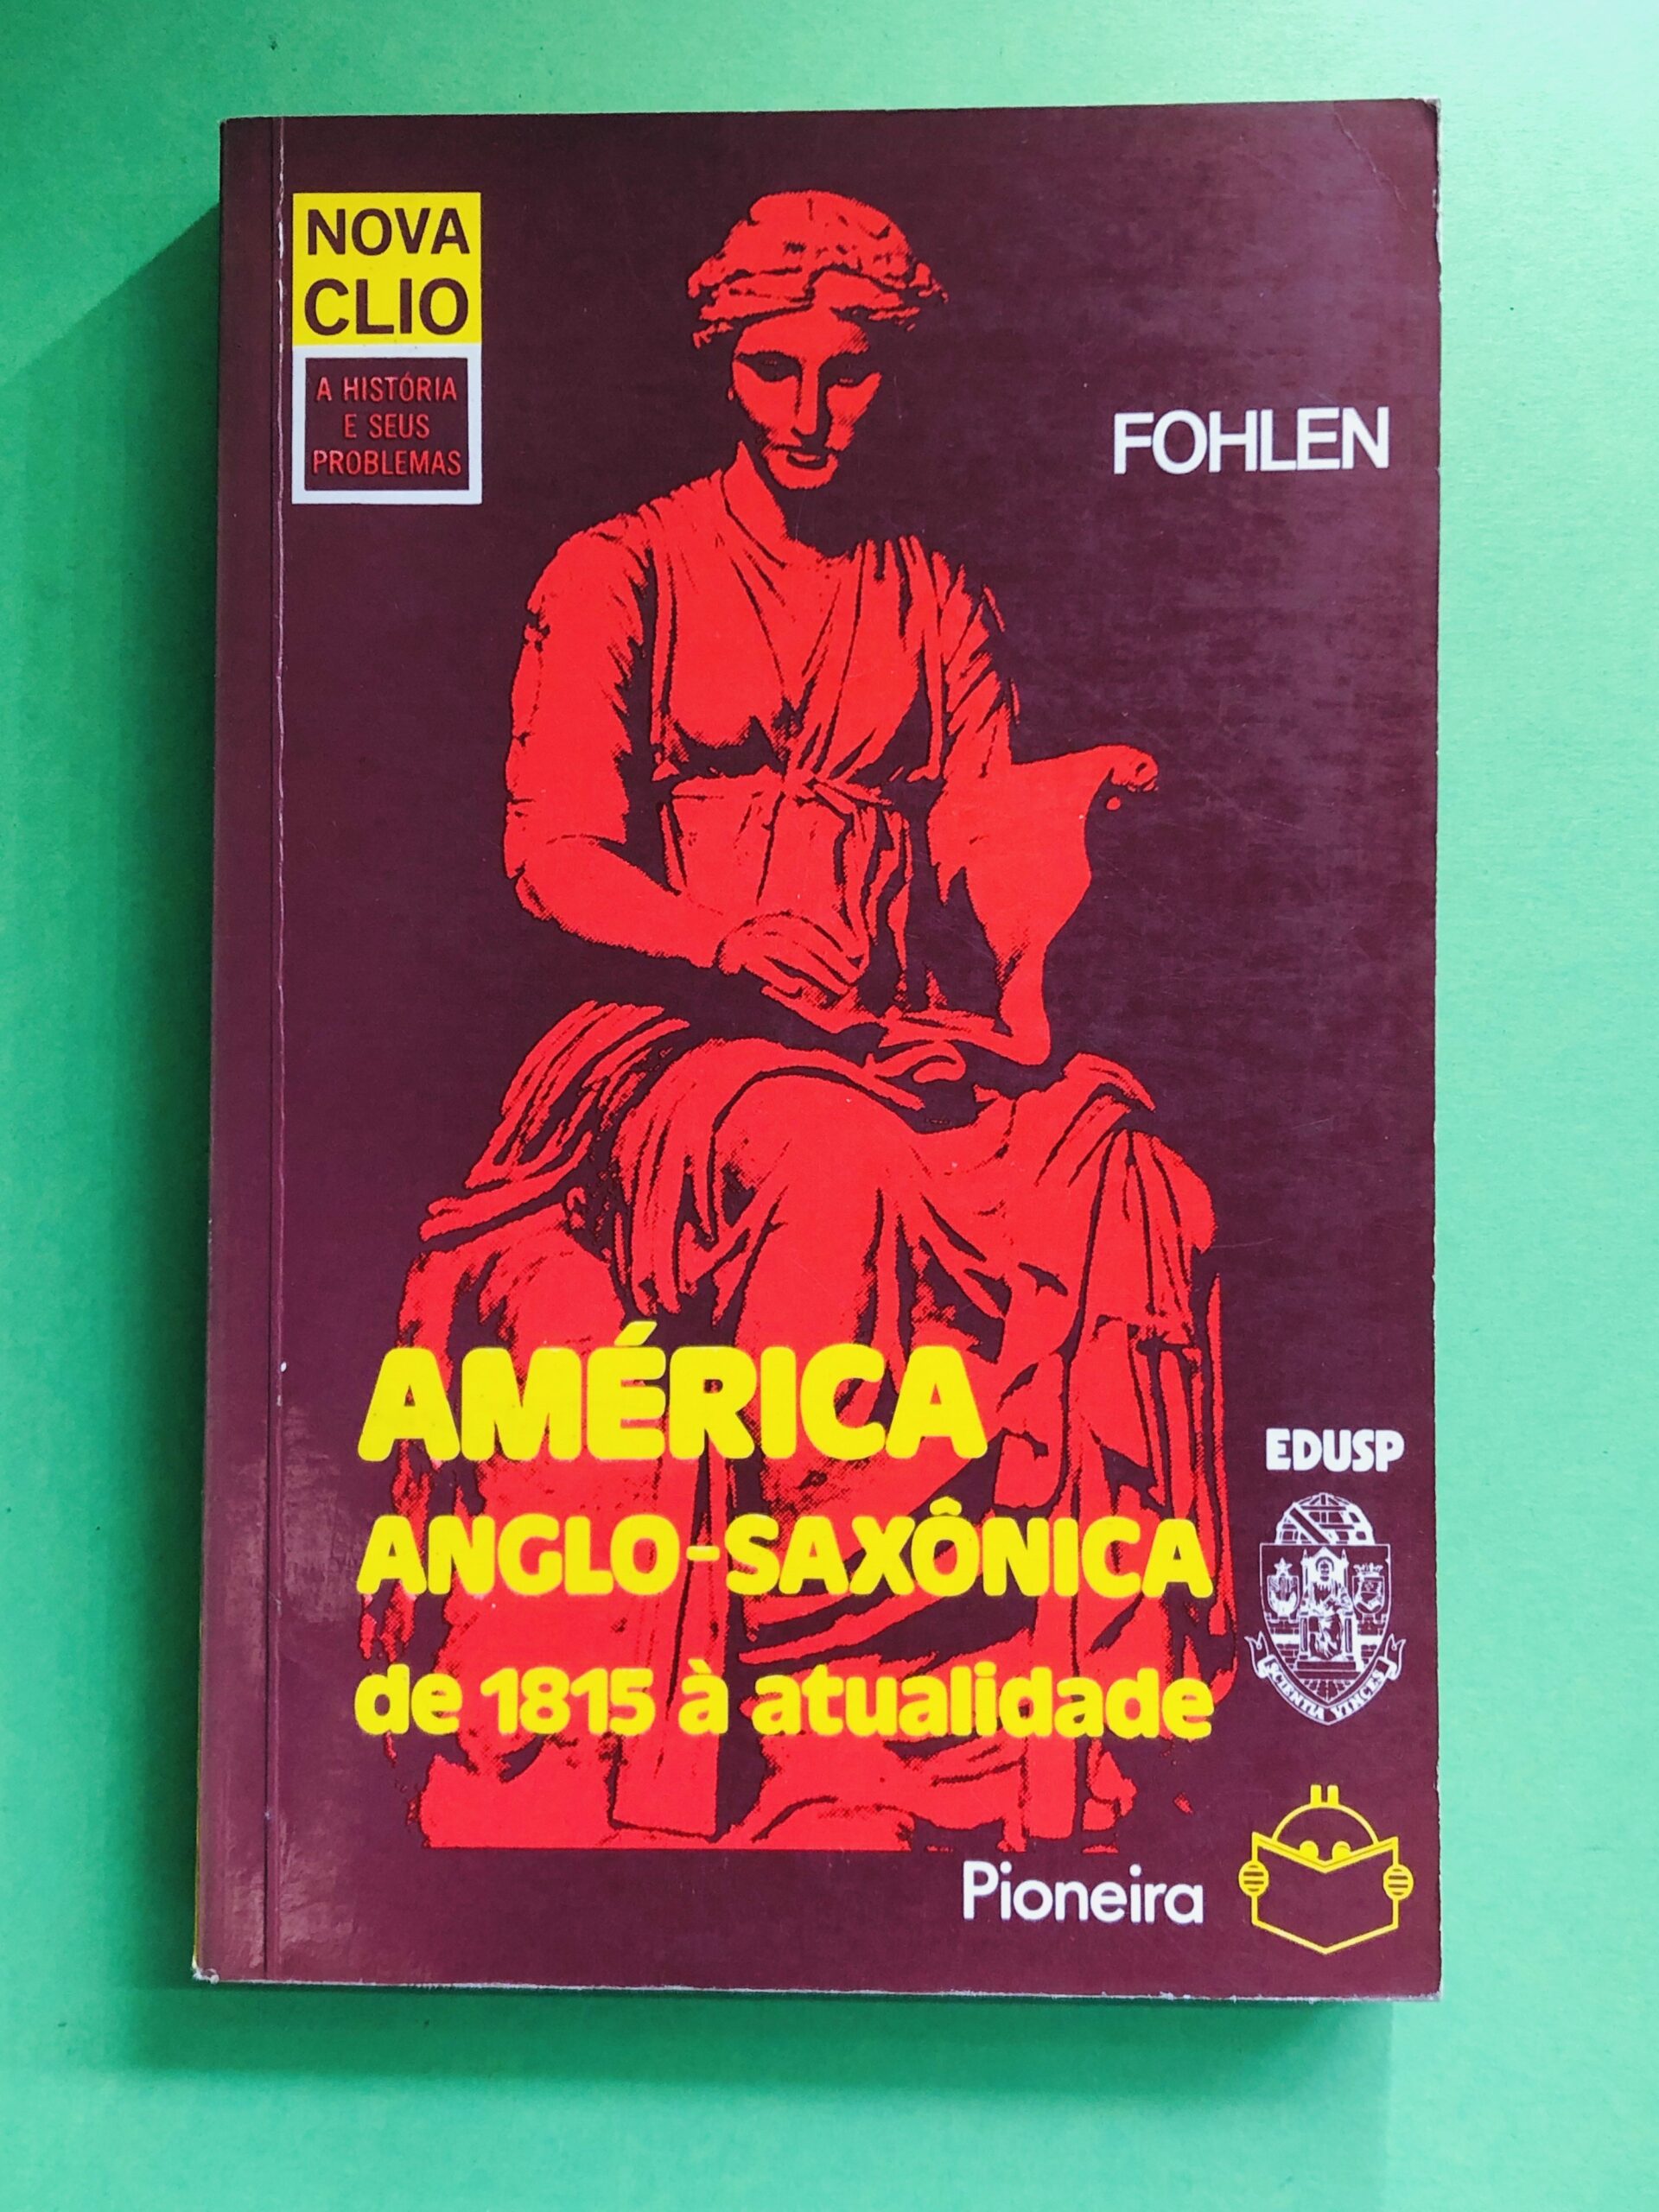 NOVA
CLIO
A HISTÓRIA
E SEUS
PROBLEMAS
FOHLEN
AMÉRICA
ANGLO-SAXÔNICA
de 1815 à atualidade
EDUSP
SCIENTIA VINCES
Pioneira